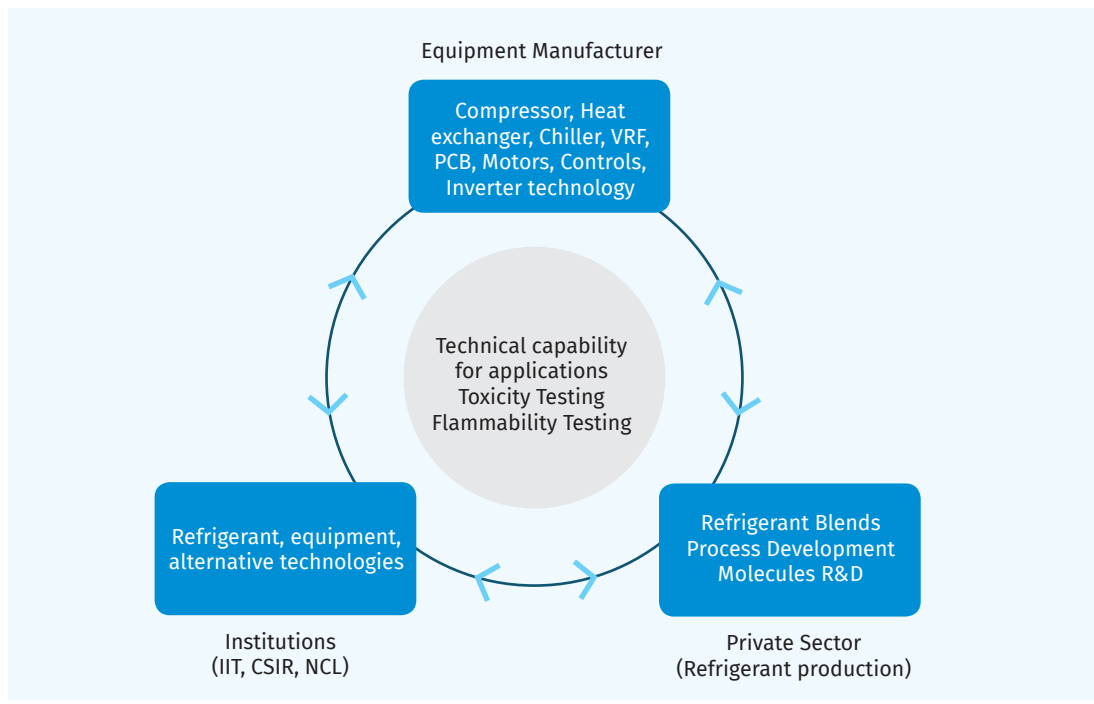 Equipment Manufacturer
Compressor, Heat
exchanger, Chiller, VRF,
PCB, Motors, Controls,
Inverter technology
Technical capability
for applications
Toxicity Testing
Flammability Testing
Refrigerant, equipment,
alternative technologies
Institutions
(IIT, CSIR, NCL)
Refrigerant Blends
Process Development
Molecules R&D
Private Sector
(Refrigerant production)